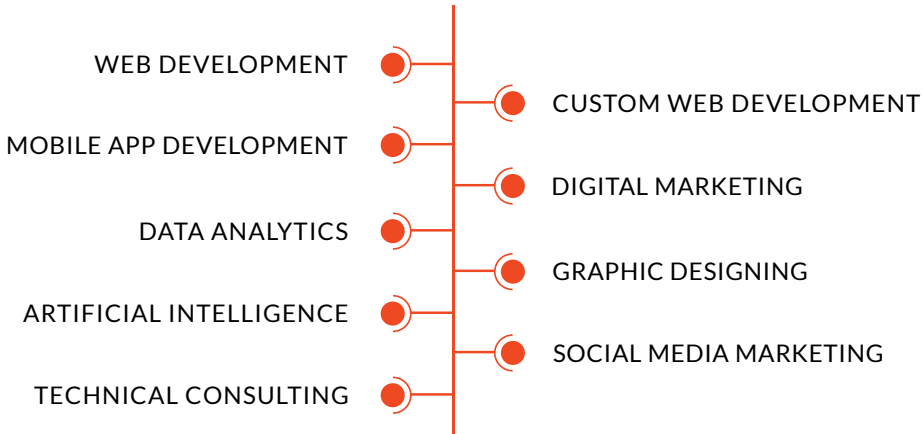 WEB DEVELOPMENT
CUSTOM WEB DEVELOPMENT
MOBILE APP DEVELOPMENT
DIGITAL MARKETING
DATA ANALYTICS
GRAPHIC DESIGNING
ARTIFICIAL INTELLIGENCE
SOCIAL MEDIA MARKETING
TECHNICAL CONSULTING